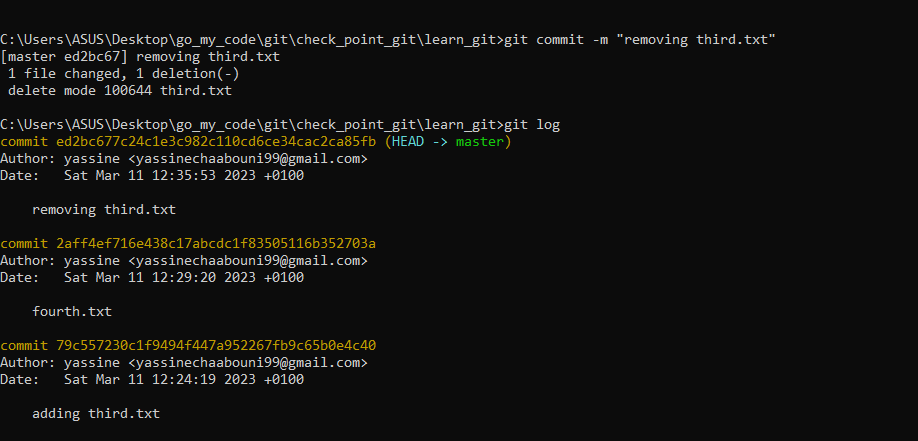 C:\Users\ASUS\Desktop\go_my_code\git\check_point_git\learn_git>git commit -m "removing third.txt"
[master ed2bc67] removing third.txt
 1 file changed, 1 deletion(-)
 delete mode 100644 third.txt

C:\Users\ASUS\Desktop\go_my_code\git\check_point_git\learn_git>git log
commit ed2bc677c24c1e3c982c110cd6ce34cac2ca85fb (HEAD -> master)
Author: yassine <yassinechaabouni99@gmail.com>
Date:   Sat Mar 11 12:35:53 2023 +0100

    removing third.txt

commit 2aff4ef716e438c17abcdc1f83505116b352703a
Author: yassine <yassinechaabouni99@gmail.com>
Date:   Sat Mar 11 12:29:20 2023 +0100

    fourth.txt

commit 79c557230c1f9494f447a952267fb9c65b0e4c40
Author: yassine <yassinechaabouni99@gmail.com>
Date:   Sat Mar 11 12:24:19 2023 +0100

    adding third.txt